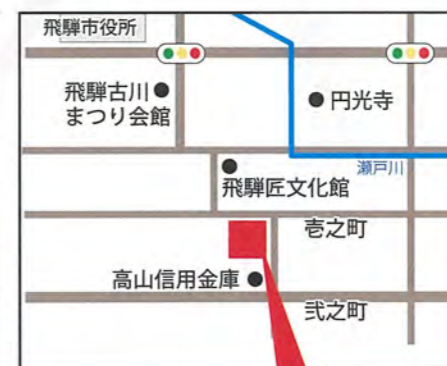 飛騨市役所
飛騨古川
まつり会館
円光寺
瀬戸川
飛騨匠文化館
壱之町
高山信用金庫
弐之町